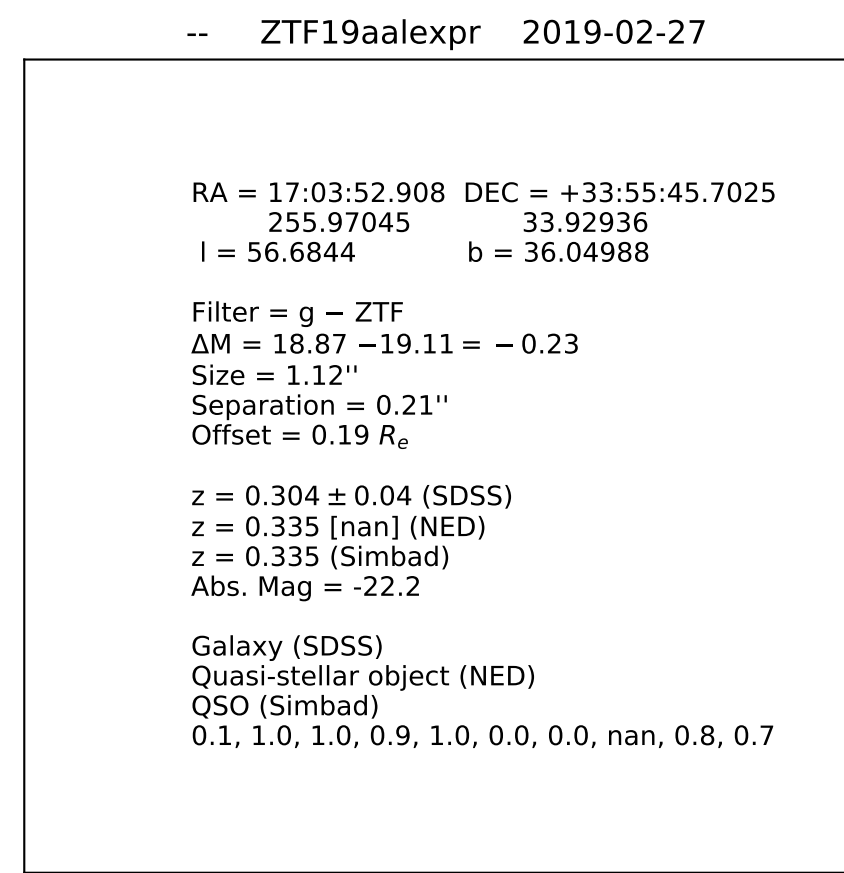 -- ZTF19aalexpr 2019-02-27
RA = 17:03:52.908 DEC = +33:55:45.7025
255.97045 33.92936
l = 56.6844 b = 36.04988
Filter = g − ZTF
ΔM = 18.87 −19.11 = − 0.23
Size = 1.12''
Separation = 0.21''
Offset = 0.19 Rₑ
z = 0.304 ± 0.04 (SDSS)
z = 0.335 [nan] (NED)
z = 0.335 (Simbad)
Abs. Mag = -22.2
Galaxy (SDSS)
Quasi-stellar object (NED)
QSO (Simbad)
0.1, 1.0, 1.0, 0.9, 1.0, 0.0, 0.0, nan, 0.8, 0.7